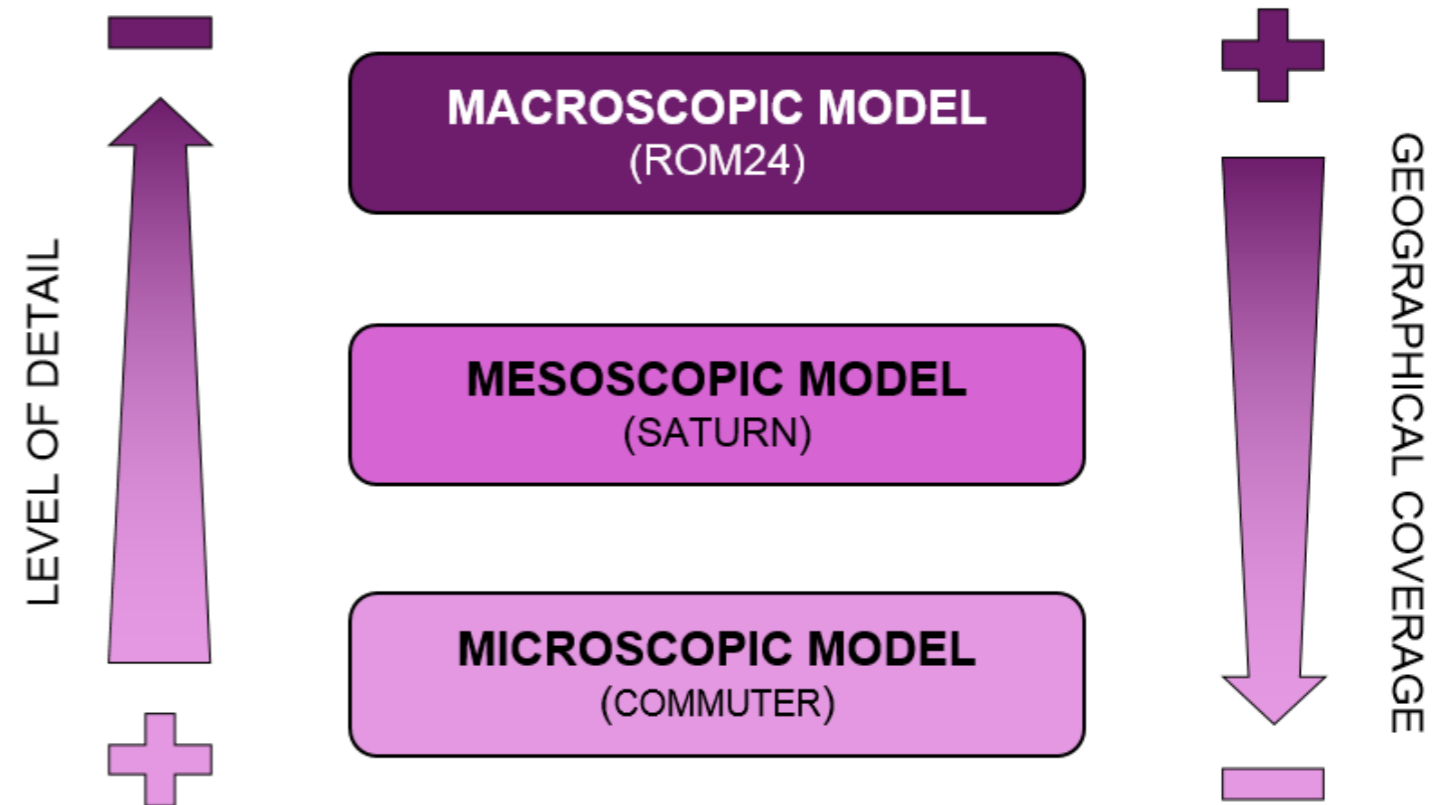 LEVEL OF DETAIL
MACROSCOPIC MODEL
(ROM24)
MESOSCOPIC MODEL
(SATURN)
MICROSCOPIC MODEL
(COMMUTER)
GEOGRAPHICAL COVERAGE